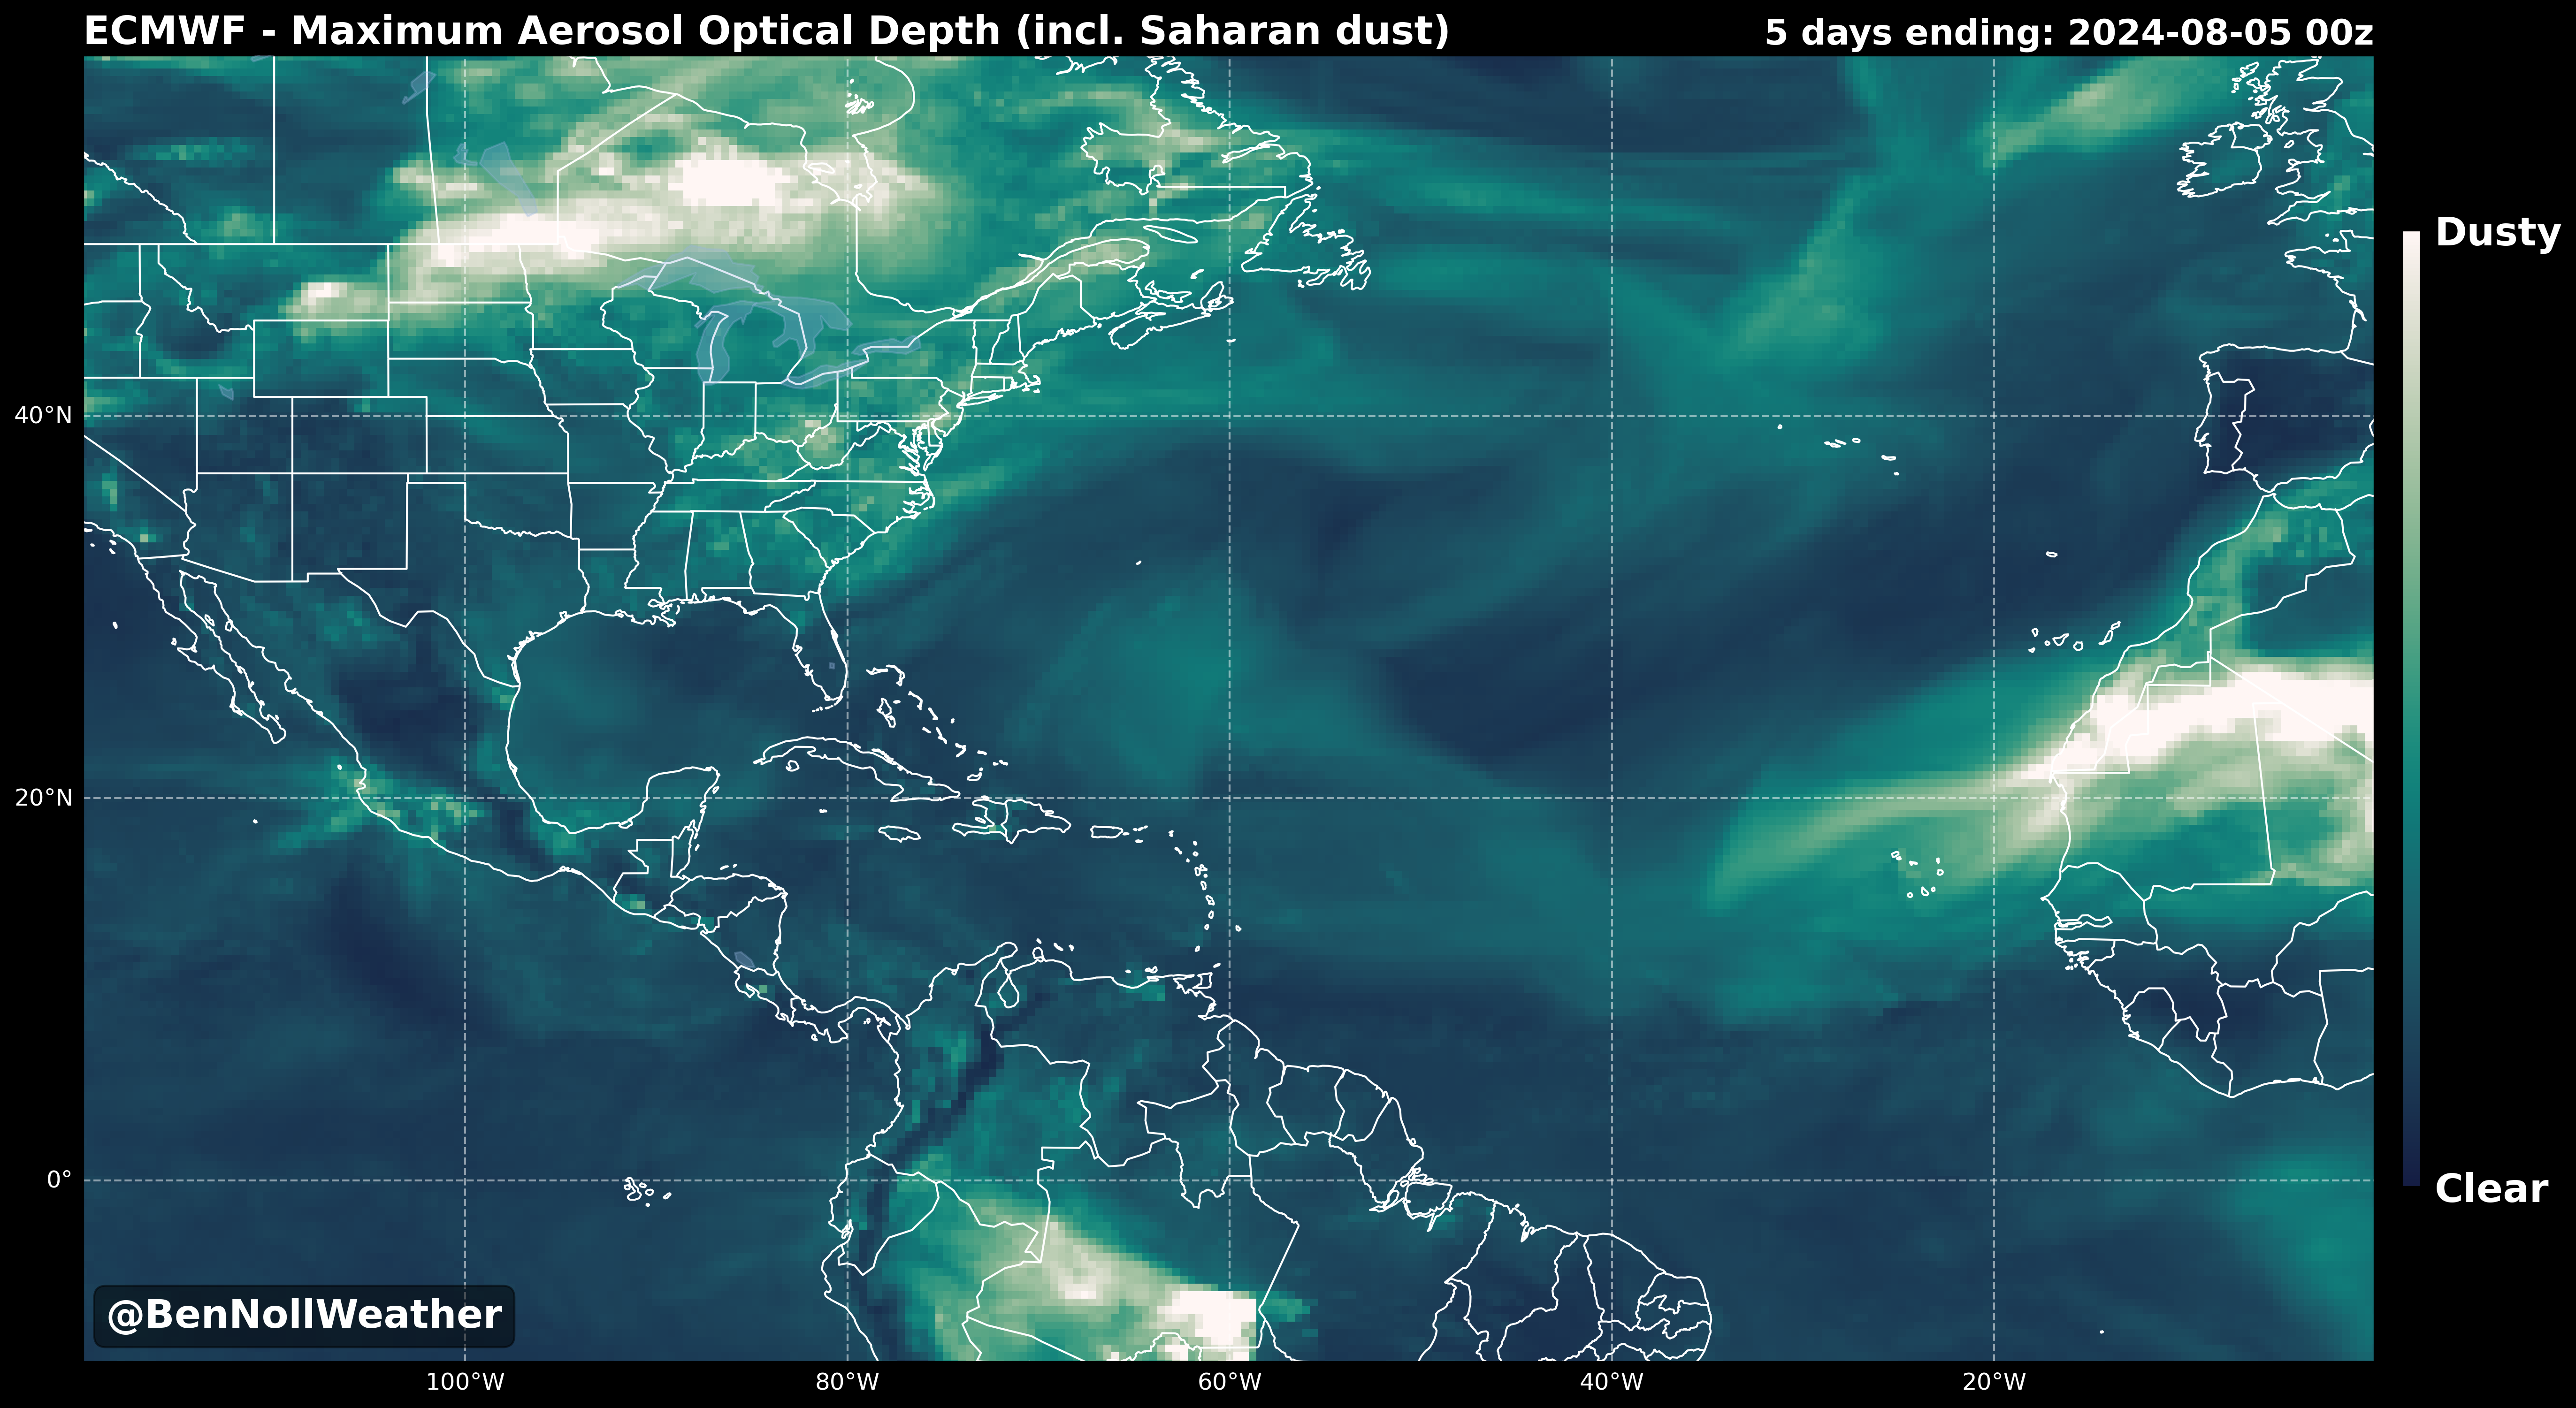 ECMWF - Maximum Aerosol Optical Depth (incl. Saharan dust)
5 days ending: 2024-08-05 00z
Dusty
40°N
20°N
0°
Clear
@BenNollWeather
100°W
80°W
60°W
40°W
20°W